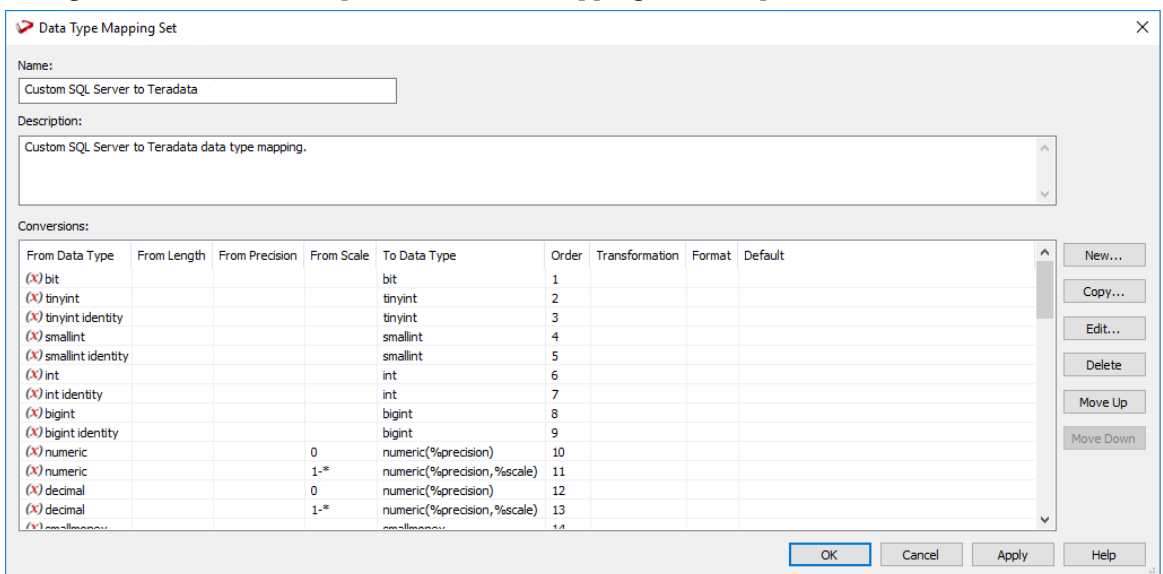 Data Type Mapping Set
Name:
Custom SQL Server to Teradata
Description:
Custom SQL Server to Teradata data type mapping.
Conversions:
From Data Type From Length From Precision From Scale To Data Type Order Transformation Format Default
(x) bit bit 1
(x) tinyint tinyint 2
(x) tinyint identity tinyint 3
(x) smallint smallint 4
(x) smallint identity smallint 5
(x) int int 6
(x) int identity int 7
(x) bigint bigint 8
(x) bigint identity bigint 9
(x) numeric 0 numeric(%precision) 10
(x) numeric 1-* numeric(%precision,%scale) 11
(x) decimal 0 numeric(%precision) 12
(x) decimal 1-* numeric(%precision,%scale) 13
(x) smallmoney smallmoney 14
New...
Copy...
Edit...
Delete
Move Up
Move Down
OK Cancel Apply Help